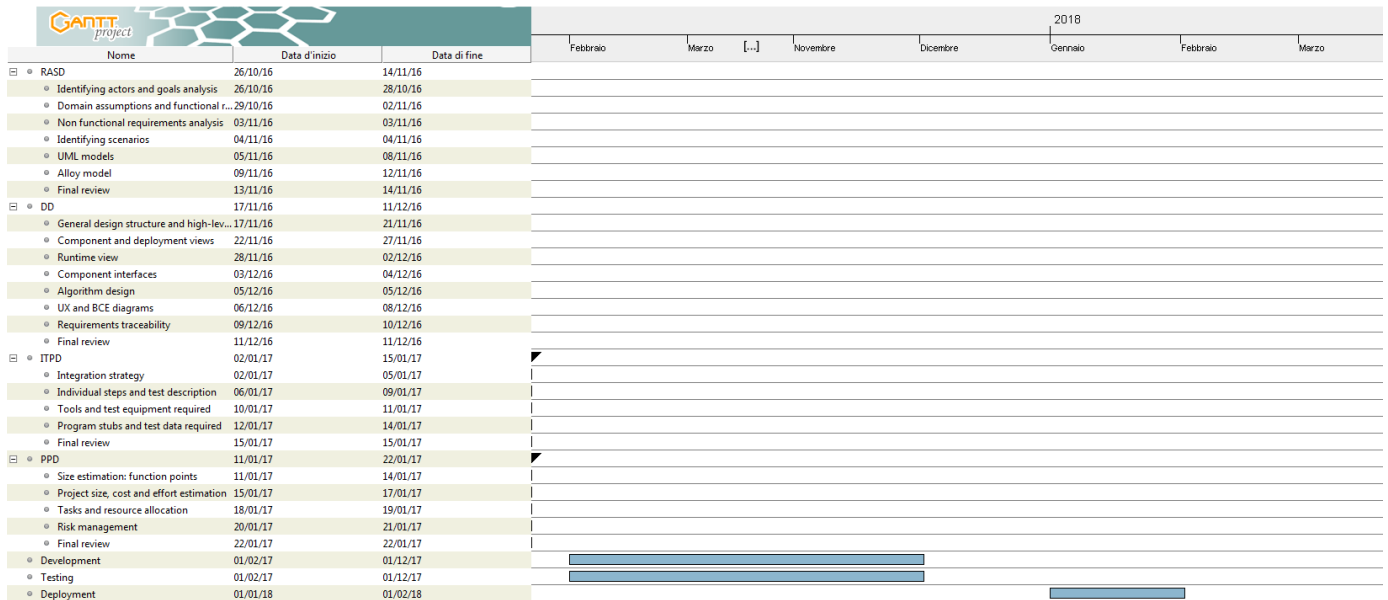 GANTT
project
2018
Febbraio Marzo [...] Novembre Dicembre Gennaio Febbraio Marzo
Nome Data d'inizio Data di fine
RASD 26/10/16 14/11/16
Identifying actors and goals analysis 26/10/16 28/10/16
Domain assumptions and functional r... 29/10/16 02/11/16
Non functional requirements analysis 03/11/16 03/11/16
Identifying scenarios 04/11/16 04/11/16
UML models 05/11/16 08/11/16
Alloy model 09/11/16 12/11/16
Final review 13/11/16 14/11/16
DD 17/11/16 11/12/16
General design structure and high-lev... 17/11/16 21/11/16
Component and deployment views 22/11/16 27/11/16
Runtime view 28/11/16 02/12/16
Component interfaces 03/12/16 04/12/16
Algorithm design 05/12/16 05/12/16
UX and BCE diagrams 06/12/16 08/12/16
Requirements traceability 09/12/16 10/12/16
Final review 11/12/16 11/12/16
ITPD 02/01/17 15/01/17
Integration strategy 02/01/17 05/01/17
Individual steps and test description 06/01/17 09/01/17
Tools and test equipment required 10/01/17 11/01/17
Program stubs and test data required 12/01/17 14/01/17
Final review 15/01/17 15/01/17
PPD 11/01/17 22/01/17
Size estimation: function points 11/01/17 14/01/17
Project size, cost and effort estimation 15/01/17 17/01/17
Tasks and resource allocation 18/01/17 19/01/17
Risk management 20/01/17 21/01/17
Final review 22/01/17 22/01/17
Development 01/02/17 01/12/17
Testing 01/02/17 01/12/17
Deployment 01/01/18 01/02/18